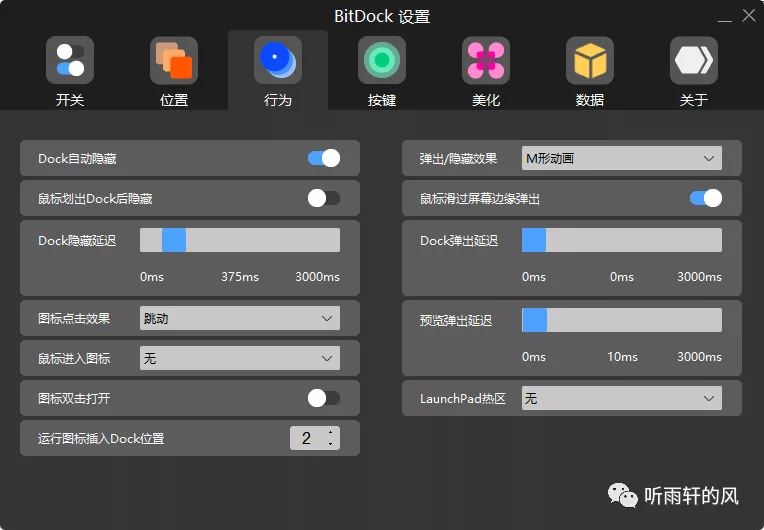 BitDock 设置
开关 位置 行为 按键 美化 数据 关于
Dock自动隐藏
鼠标划出Dock后隐藏
Dock隐藏延迟
0ms 375ms 3000ms
图标点击效果 跳动
鼠标进入图标 无
图标双击打开
运行图标插入Dock位置 2
弹出/隐藏效果 M形动画
鼠标滑过屏幕边缘弹出
Dock弹出延迟
0ms 0ms 3000ms
预览弹出延迟
0ms 10ms 3000ms
LaunchPad热区 无
听雨轩的风